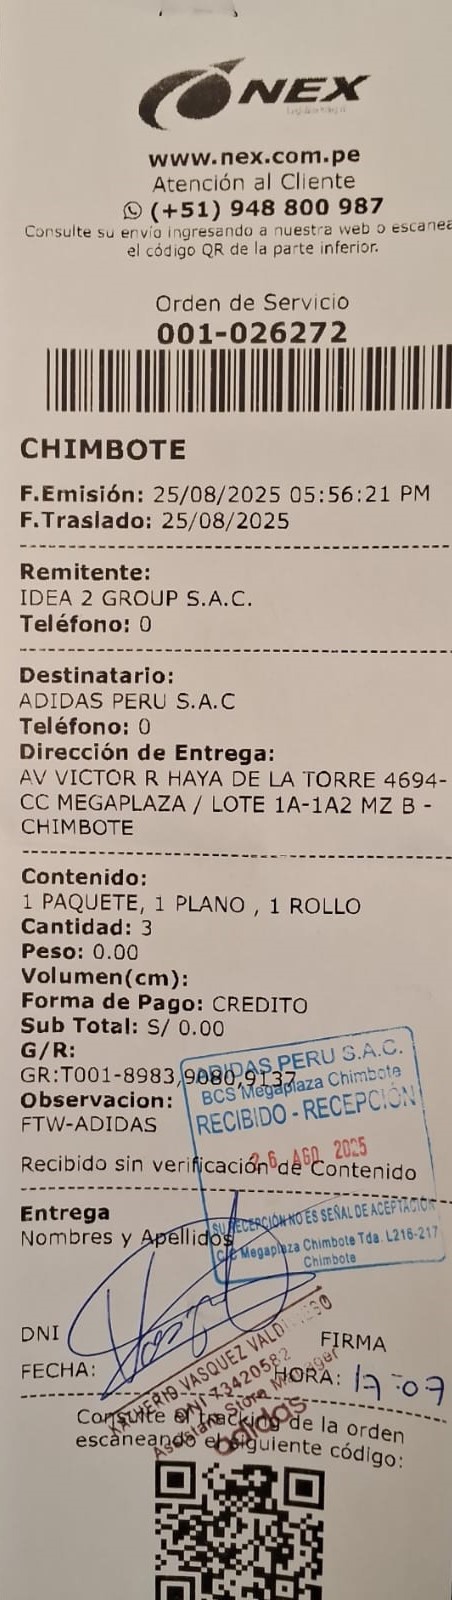 NEX
www.nex.com.pe
Atención al Cliente
(+51) 948 800 987
Consulte su envío ingresando a nuestra web o escanea
el código QR de la parte inferior.
Orden de Servicio
001-026272
CHIMBOTE
F.Emisión: 25/08/2025 05:56:21 PM
F.Traslado: 25/08/2025
Remitente:
IDEA 2 GROUP S.A.C.
Teléfono: 0
Destinatario:
ADIDAS PERU S.A.C
Teléfono: 0
Dirección de Entrega:
AV VICTOR R HAYA DE LA TORRE 4694-
CC MEGAPLAZA / LOTE 1A-1A2 MZ B -
CHIMBOTE
Contenido:
1 PAQUETE, 1 PLANO , 1 ROLLO
Cantidad: 3
Peso: 0.00
Volumen(cm):
Forma de Pago: CREDITO
Sub Total: S/ 0.00
G/R:
GR:T001-8983,9080,9137
Observacion:
FTW-ADIDAS
ADIDAS PERU S.A.C.
BCS Megaplaza Chimbote
RECIBIDO - RECEPCIÓN
26 AGO 2025
SU RECEPCIÓN NO ES SEÑAL DE ACEPTACIÓN
C.C Megaplaza Chimbote Tda. L216-217
Chimbote
Recibido sin verificación de Contenido
Entrega
Nombres y Apellidos
DNI
FIRMA
FECHA:
HORA: 17:07
VASQUEZ
DNI 73420582
Assistant Store Manager
adidas
Consulte el tracking de la orden
escaneando el siguiente código: